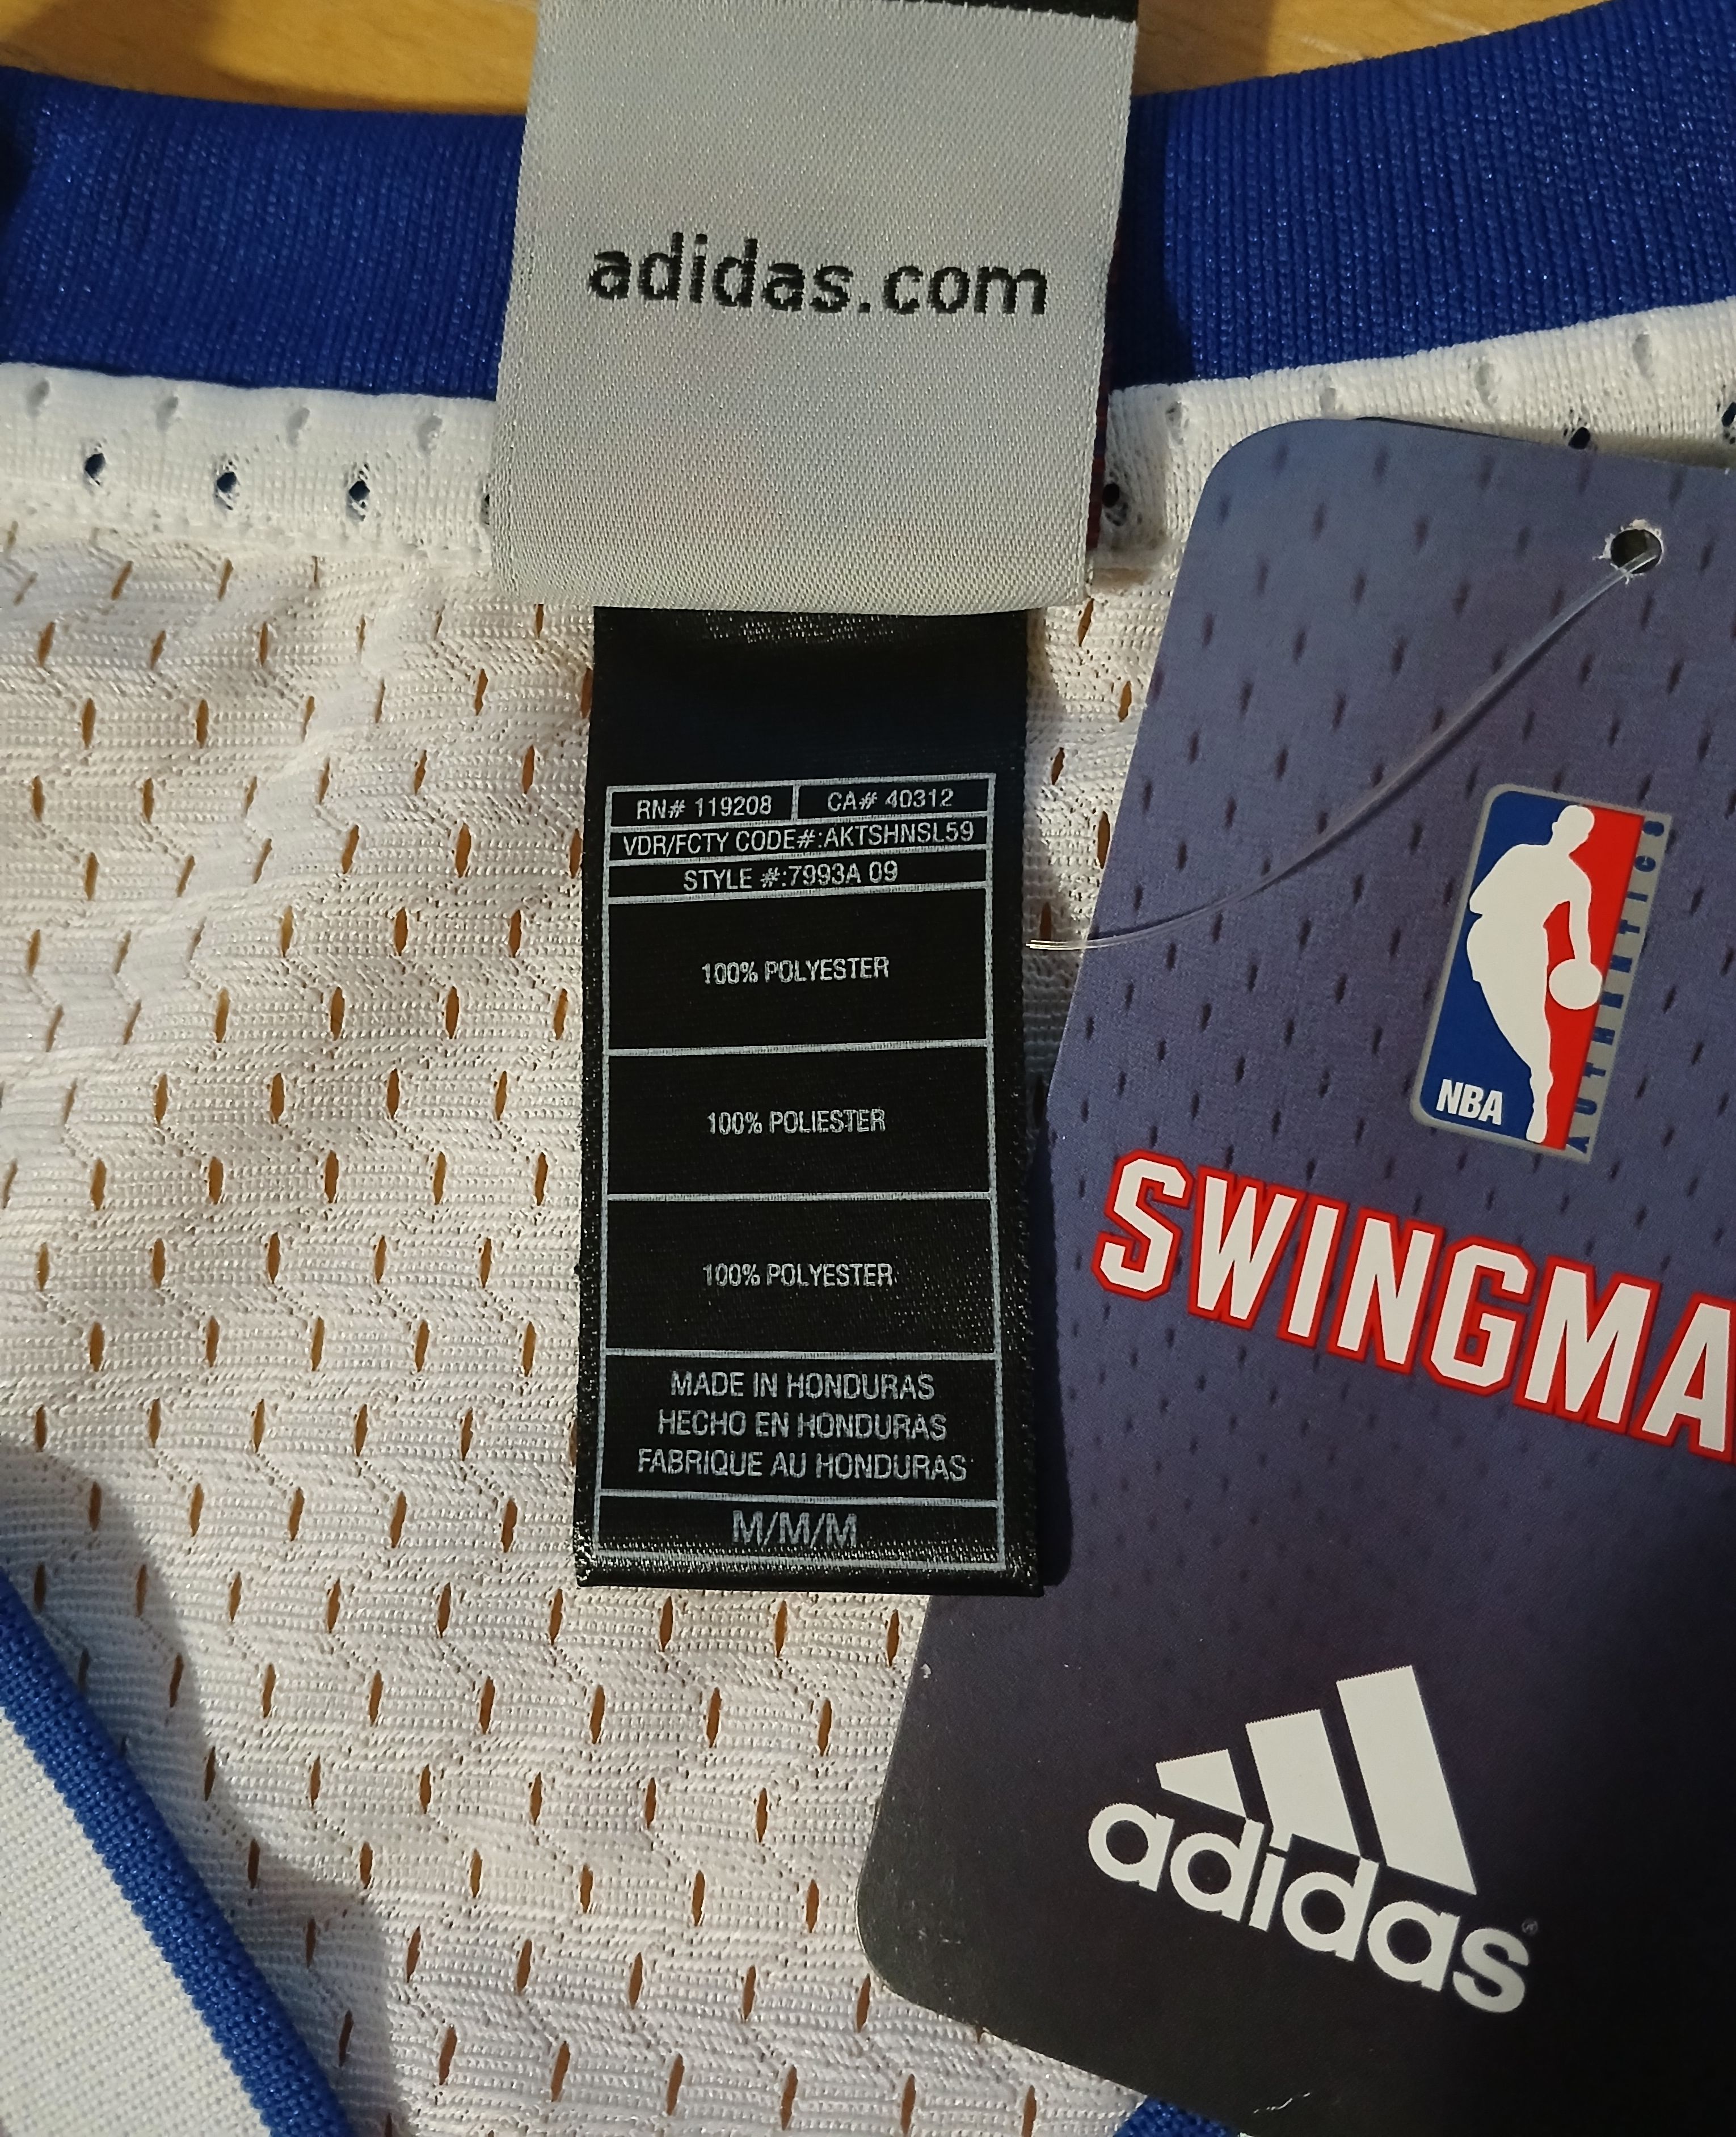 adidas.com
RN# 119208 CA# 40312
VDR/FCTY CODE#:AKTSHNSL59
STYLE #:7993A 09
100% POLYESTER
100% POLIESTER
100% POLYESTER
MADE IN HONDURAS
HECHO EN HONDURAS
FABRIQUE AU HONDURAS
M/M/M
NBA
AUTHENTICS
SWINGMA
adidas®